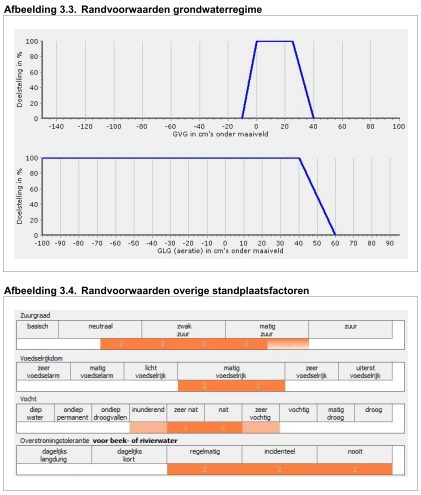 Afbeelding 3.3. Randvoorwaarden grondwaterregime
Doelstelling in %
100
80
60
40
20
0
-140 -120 -100 -80 -60 -40 -20 0 20 40 60 80 100
GVG in cm's onder maaiveld
Doelstelling in %
100
80
60
40
20
0
-100 -90 -80 -70 -60 -50 -40 -30 -20 -10 0 10 20 30 40 50 60 70 80 90
GLG (aeratie) in cm's onder maaiveld
Afbeelding 3.4. Randvoorwaarden overige standplaatsfactoren
Zuurgraad
basisch neutraal zwak zuur matig zuur zuur
2 3 2 2
Voedselrijkdom
zeer voedselarm matig voedselarm licht voedselrijk matig voedselrijk zeer voedselrijk uiterst voedselrijk
Vocht
diep water ondiep permanent ondiep droogvallen inunderend zeer nat nat zeer vochtig vochtig matig droog droog
Overstromingstolerantie voor beek- of rivierwater
dagelijks langdurig dagelijks kort regelmatig incidenteel nooit